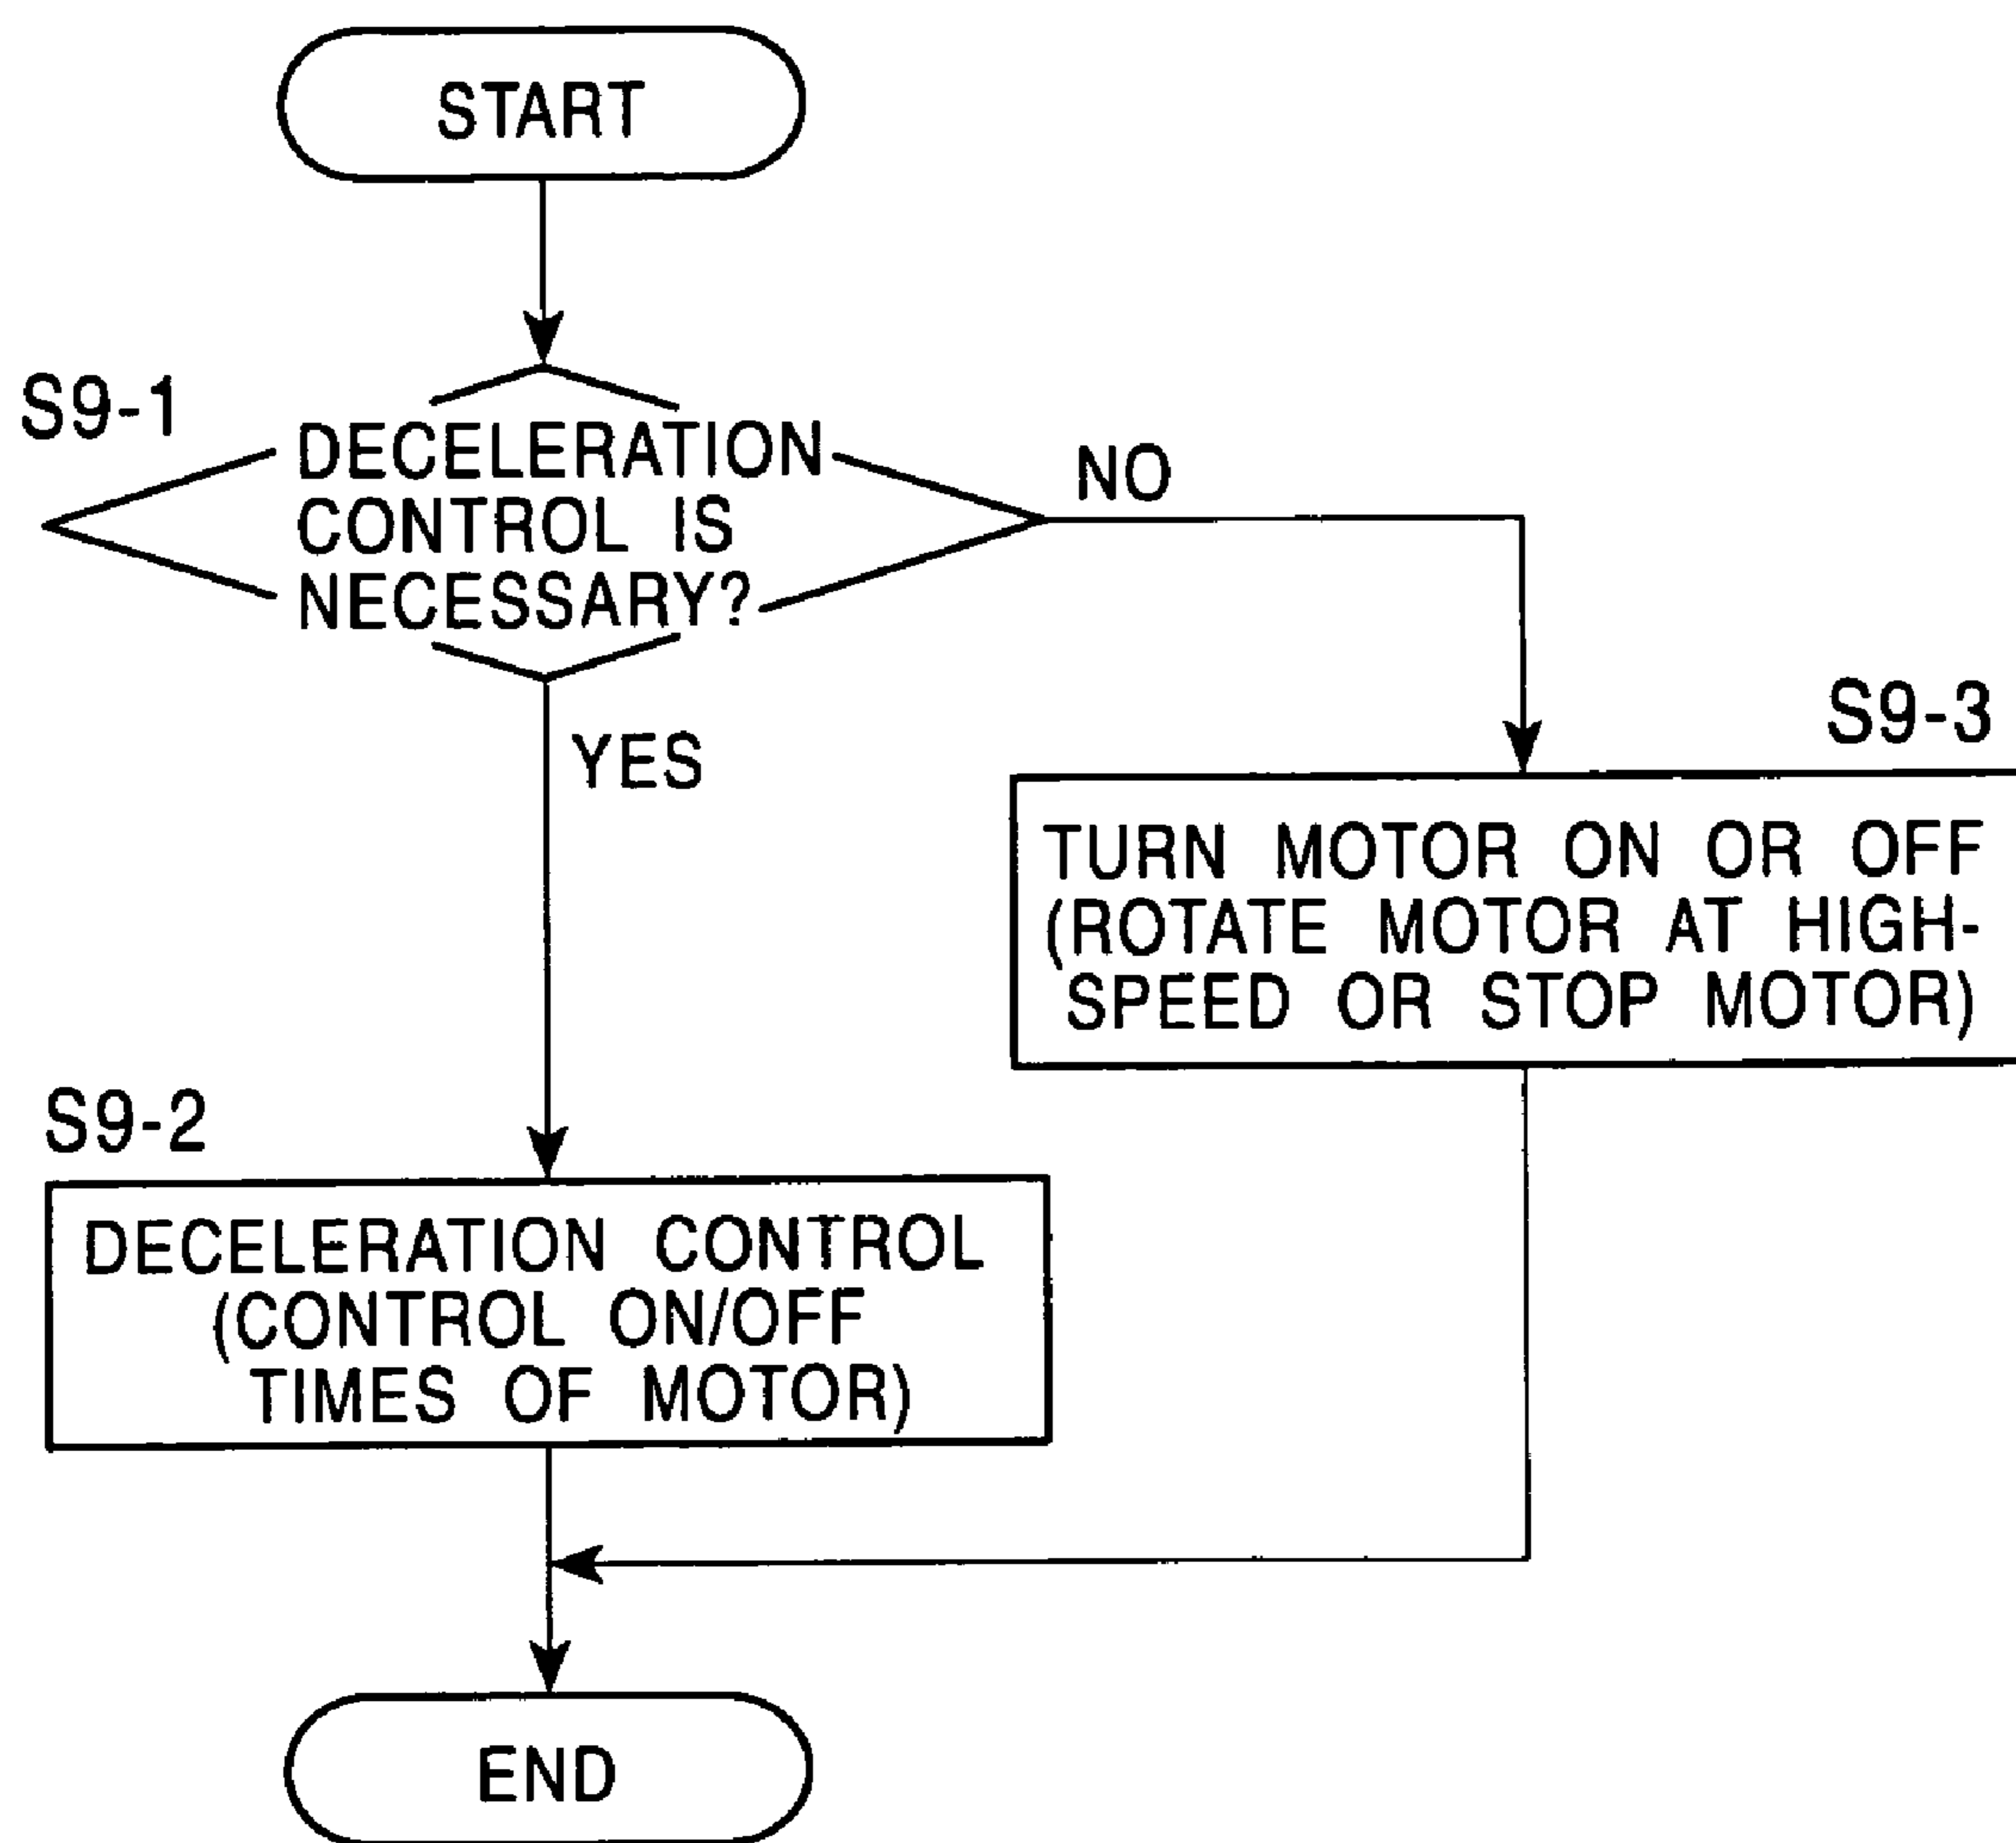 START
S9-1
DECELERATION
CONTROL IS
NECESSARY?
NO
YES
S9-3
TURN MOTOR ON OR OFF
(ROTATE MOTOR AT HIGH-
SPEED OR STOP MOTOR)
S9-2
DECELERATION CONTROL
(CONTROL ON/OFF
TIMES OF MOTOR)
END